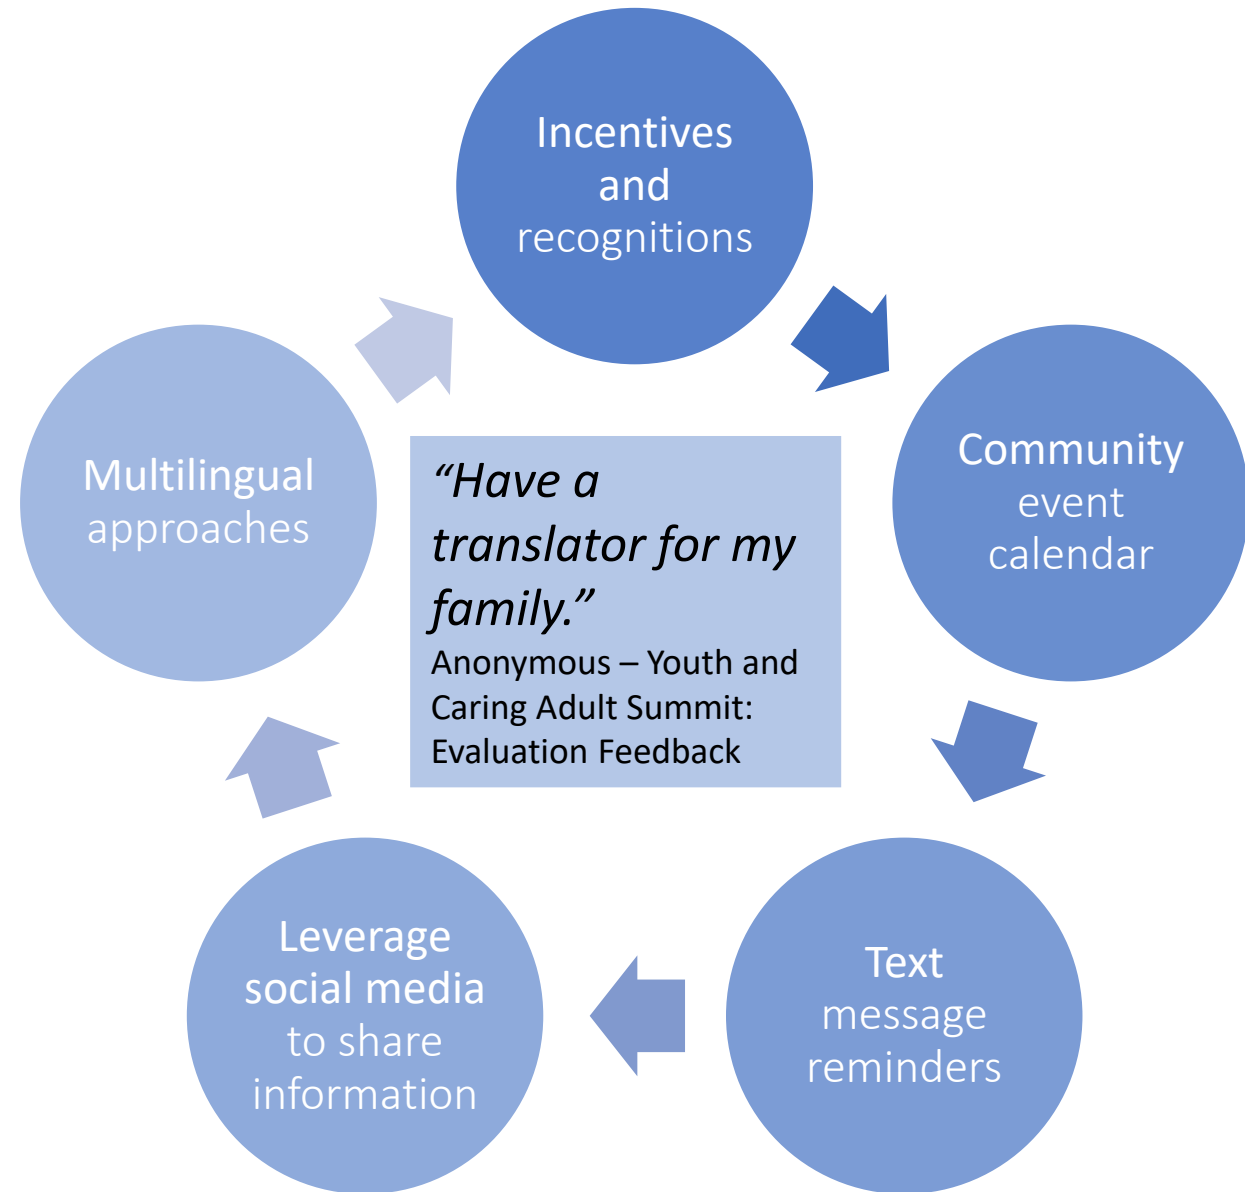 Incentives
and
recognitions
Community
event
calendar
Text
message
reminders
Leverage
social media
to share
information
Multilingual
approaches
“Have a
translator for my
family.”
Anonymous – Youth and
Caring Adult Summit:
Evaluation Feedback